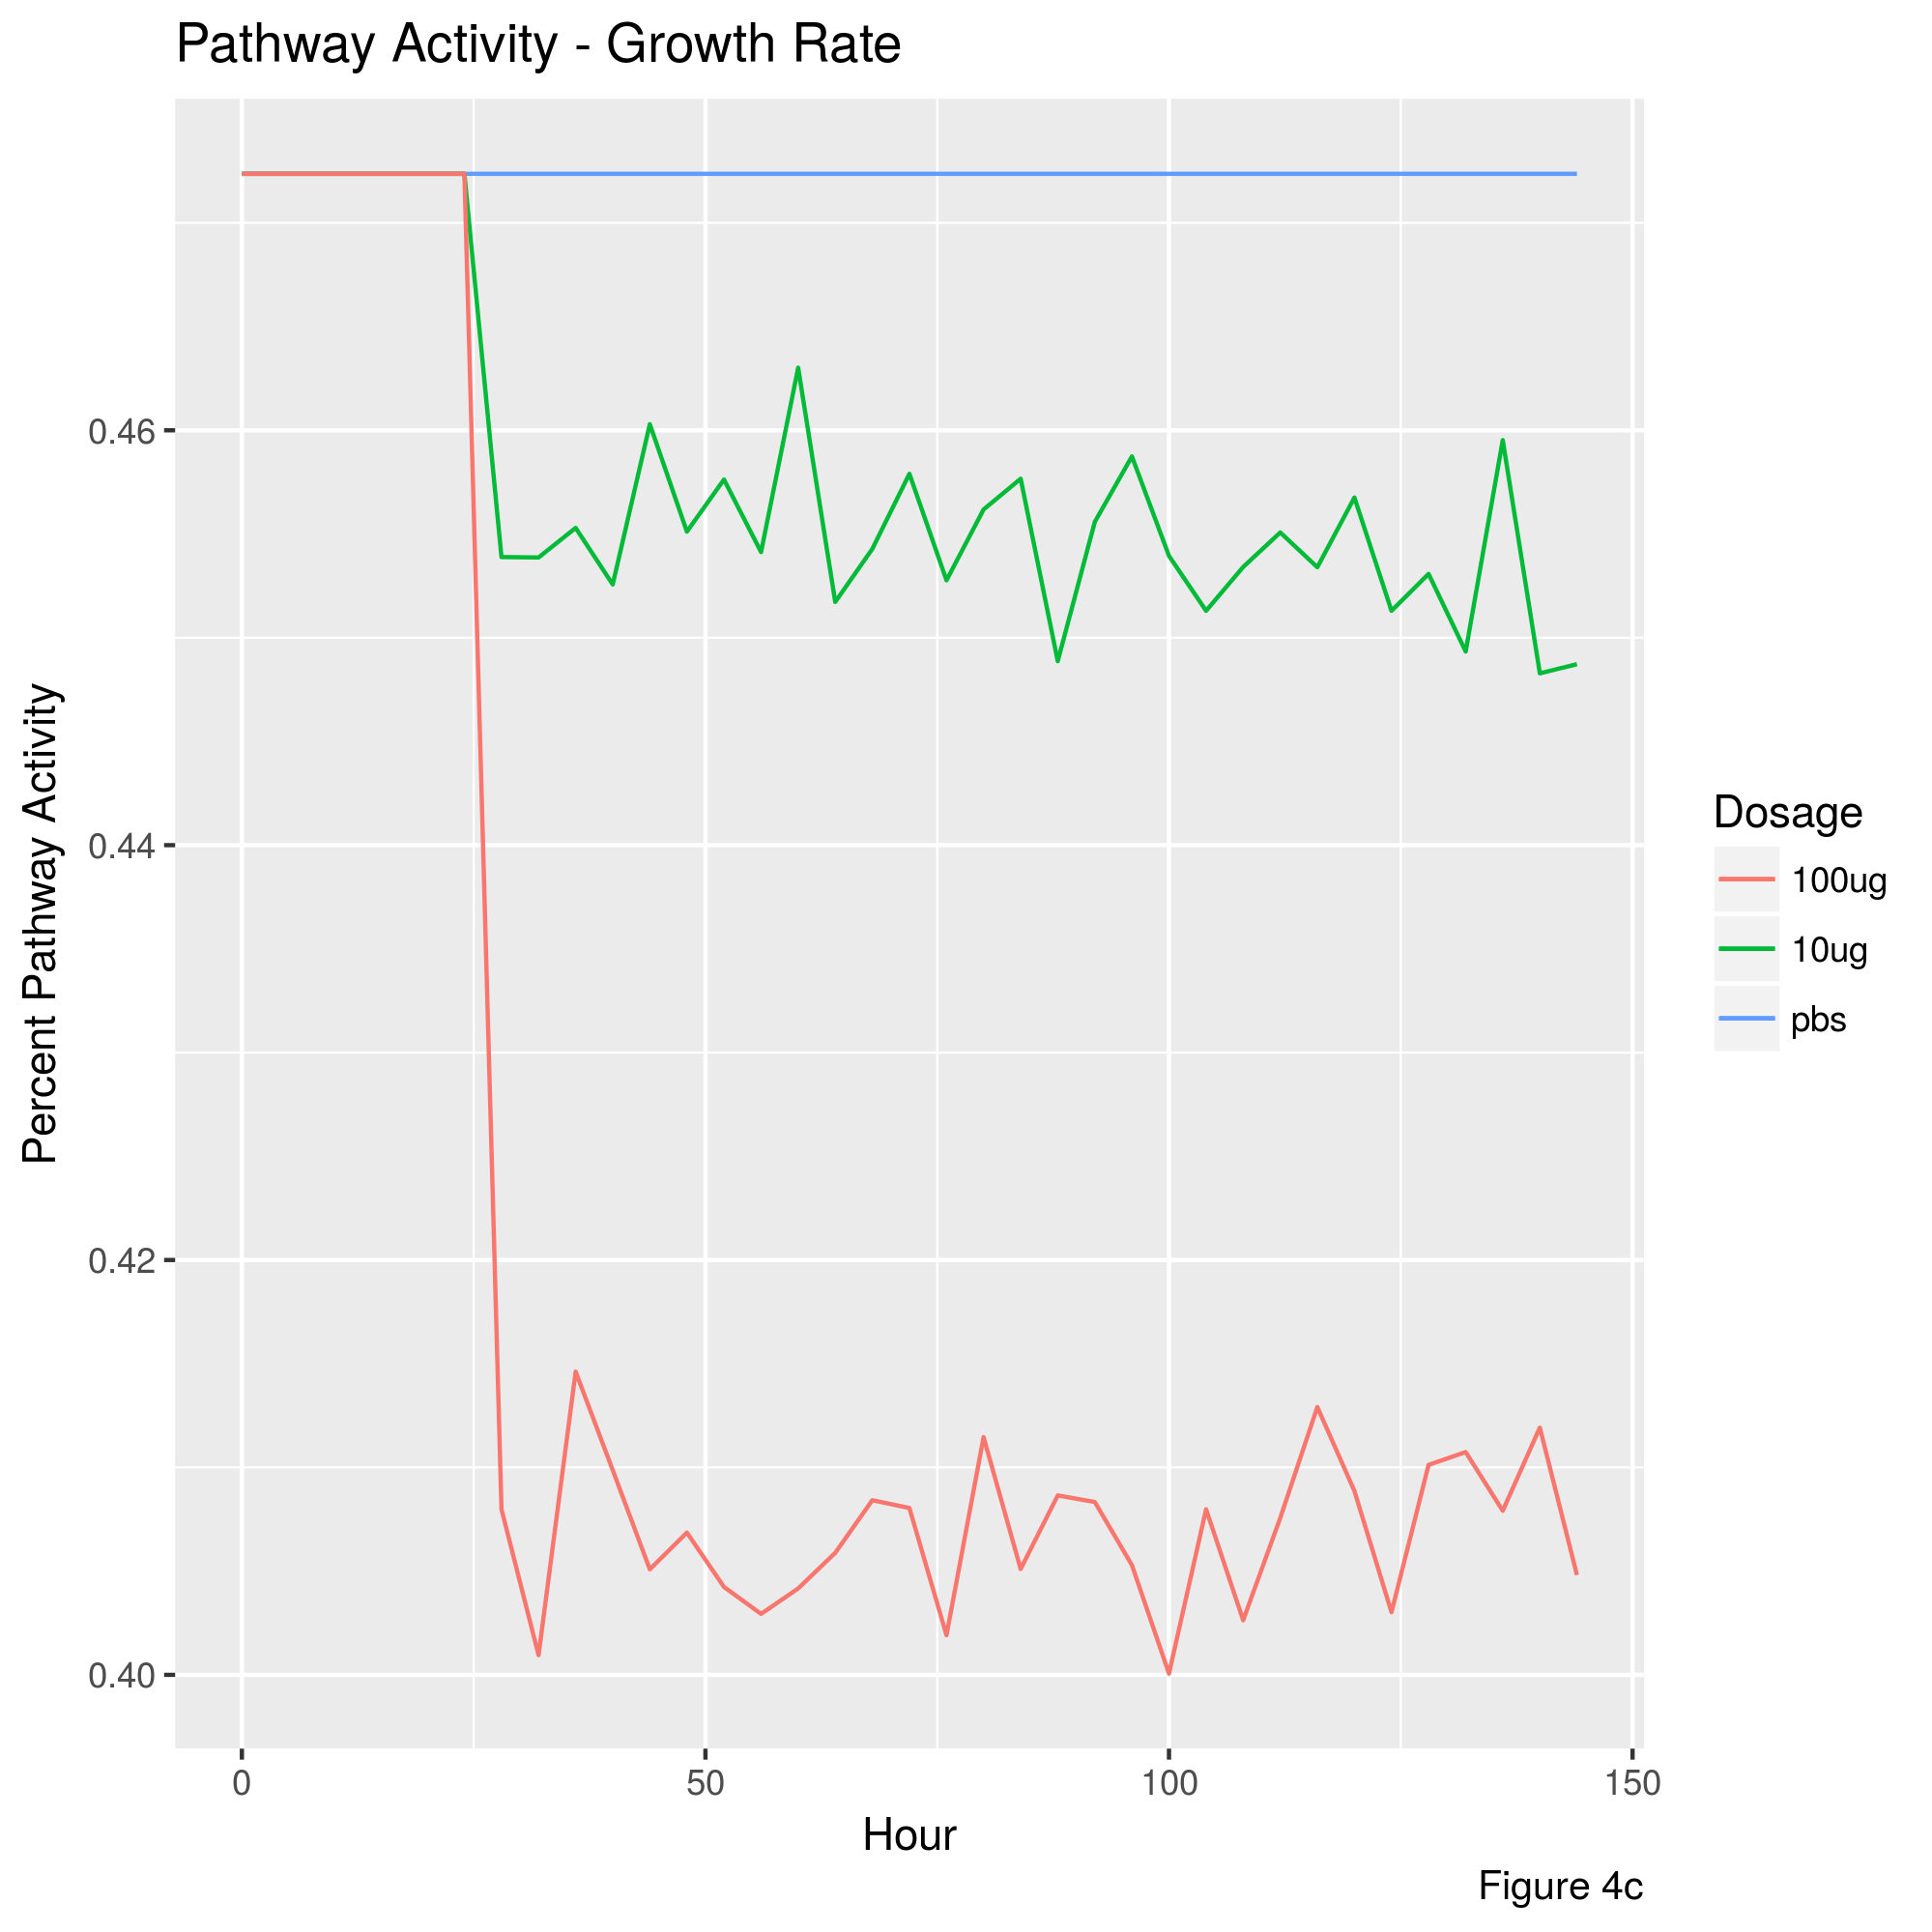 Pathway Activity - Growth Rate
Percent Pathway Activity
0.46
0.44
0.42
0.40
0 50 100 150
Hour
Dosage
100ug
10ug
pbs
Figure 4c